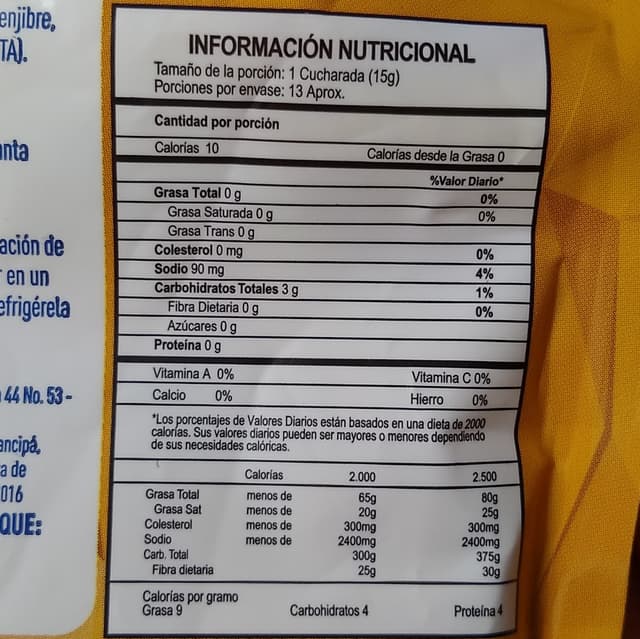 enjibre,
TA).
anta
ación de
en un
efrigérela
44 No. 53 -
ancipá,
a de
016
QUE:
INFORMACIÓN NUTRICIONAL
Tamaño de la porción: 1 Cucharada (15g)
Porciones por envase: 13 Aprox.
Cantidad por porción
Calorías 10 Calorías desde la Grasa 0
%Valor Diario*
Grasa Total 0 g 0%
Grasa Saturada 0 g 0%
Grasa Trans 0 g
Colesterol 0 mg 0%
Sodio 90 mg 4%
Carbohidratos Totales 3 g 1%
Fibra Dietaria 0 g 0%
Azúcares 0 g
Proteína 0 g
Vitamina A 0% Vitamina C 0%
Calcio 0% Hierro 0%
*Los porcentajes de Valores Diarios están basados en una dieta de 2000
calorías. Sus valores diarios pueden ser mayores o menores dependiendo
de sus necesidades calóricas.
Calorías 2.000 2.500
Grasa Total menos de 65g 80g
Grasa Sat menos de 20g 25g
Colesterol menos de 300mg 300mg
Sodio menos de 2400mg 2400mg
Carb. Total 300g 375g
Fibra dietaria 25g 30g
Calorías por gramo
Grasa 9 Carbohidratos 4 Proteína 4